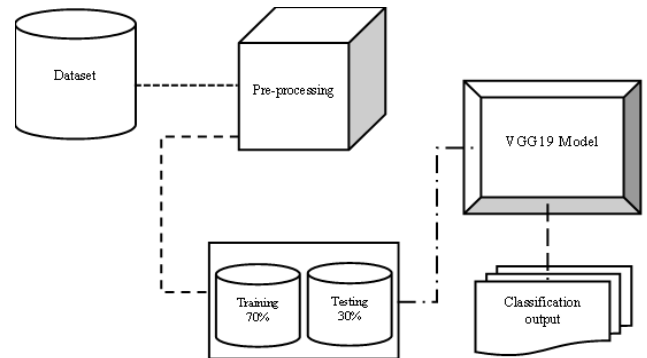 Dataset
Pre-processing
VGG19 Model
Training
70%
Testing
30%
Classification
output